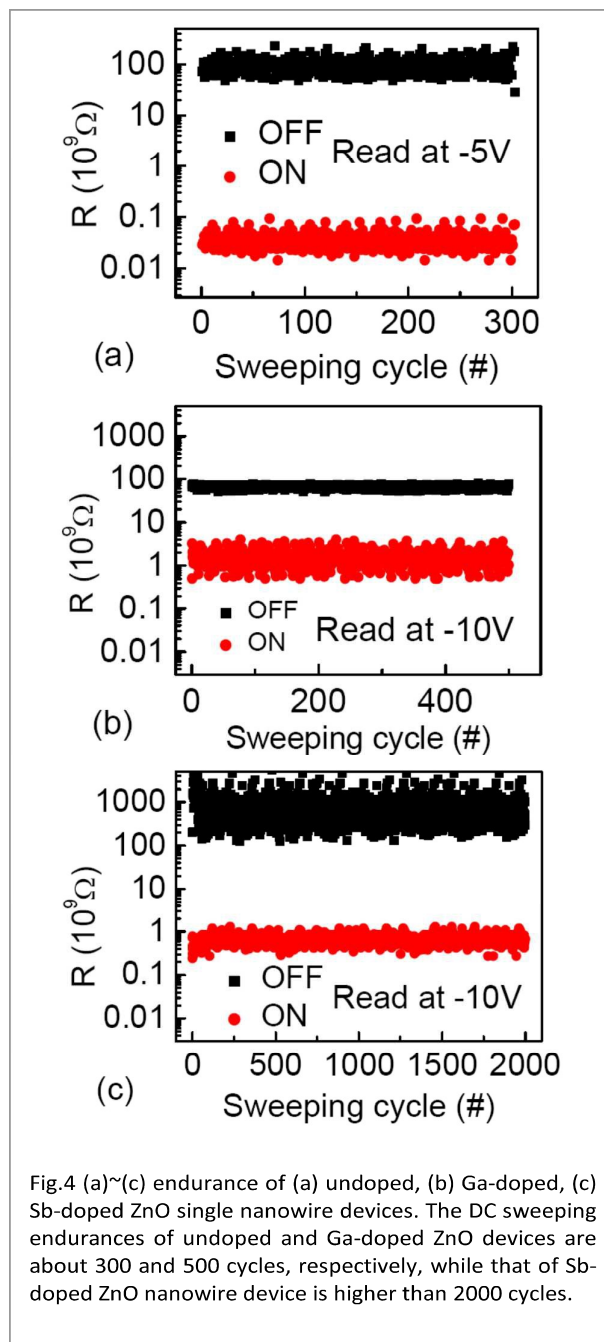 R (10⁹Ω)
100
10
1
0.1
0.01
OFF
ON
Read at -5V
0 100 200 300
(a)
Sweeping cycle (#)
R (10⁹Ω)
1000
100
10
1
0.1
0.01
OFF
ON
Read at -10V
0 200 400
(b)
Sweeping cycle (#)
R (10⁹Ω)
1000
100
10
1
0.1
0.01
OFF
ON
Read at -10V
0 500 1000 1500 2000
(c)
Sweeping cycle (#)
Fig.4 (a)~(c) endurance of (a) undoped, (b) Ga-doped, (c)
Sb-doped ZnO single nanowire devices. The DC sweeping
endurances of undoped and Ga-doped ZnO devices are
about 300 and 500 cycles, respectively, while that of Sb-
doped ZnO nanowire device is higher than 2000 cycles.